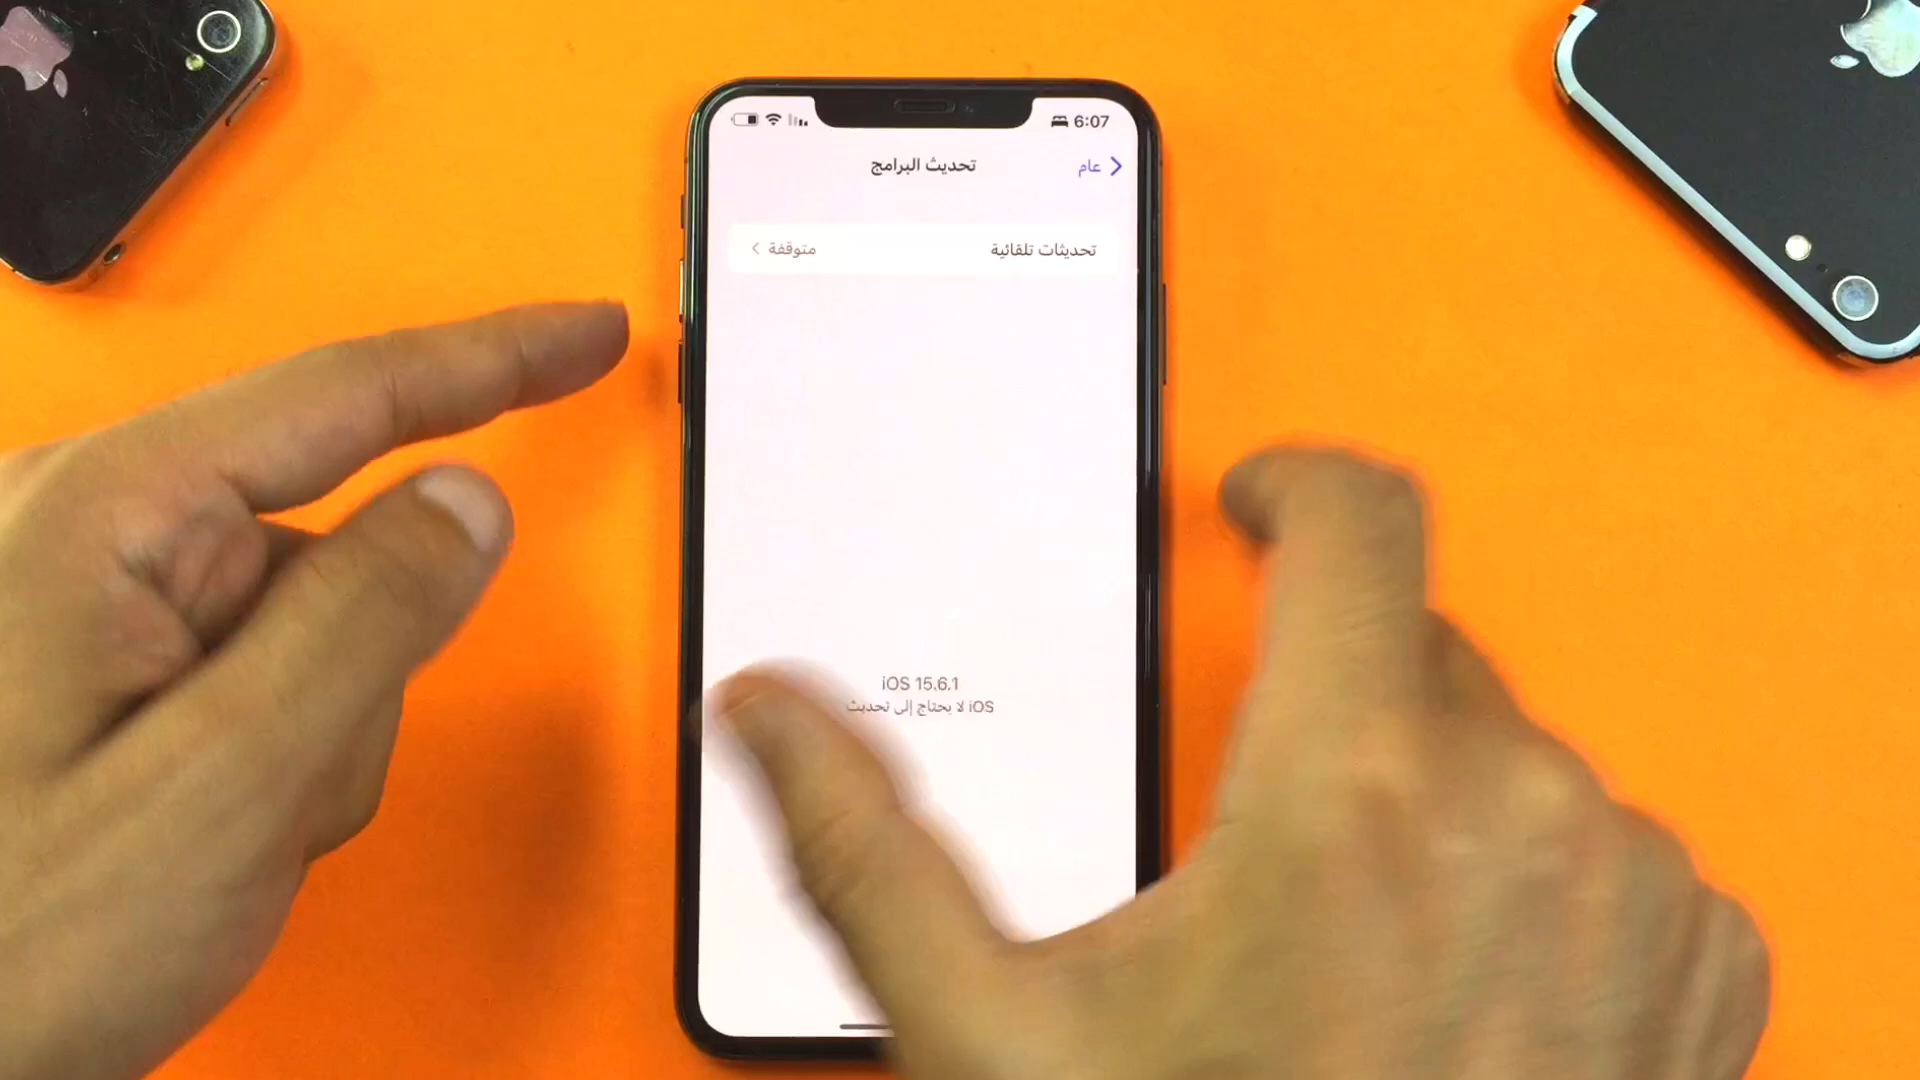 6:07
عام
تحديث البرامج
تحديثات تلقائية
متوقفة
iOS 15.6.1
iOS لا يحتاج إلى تحديث